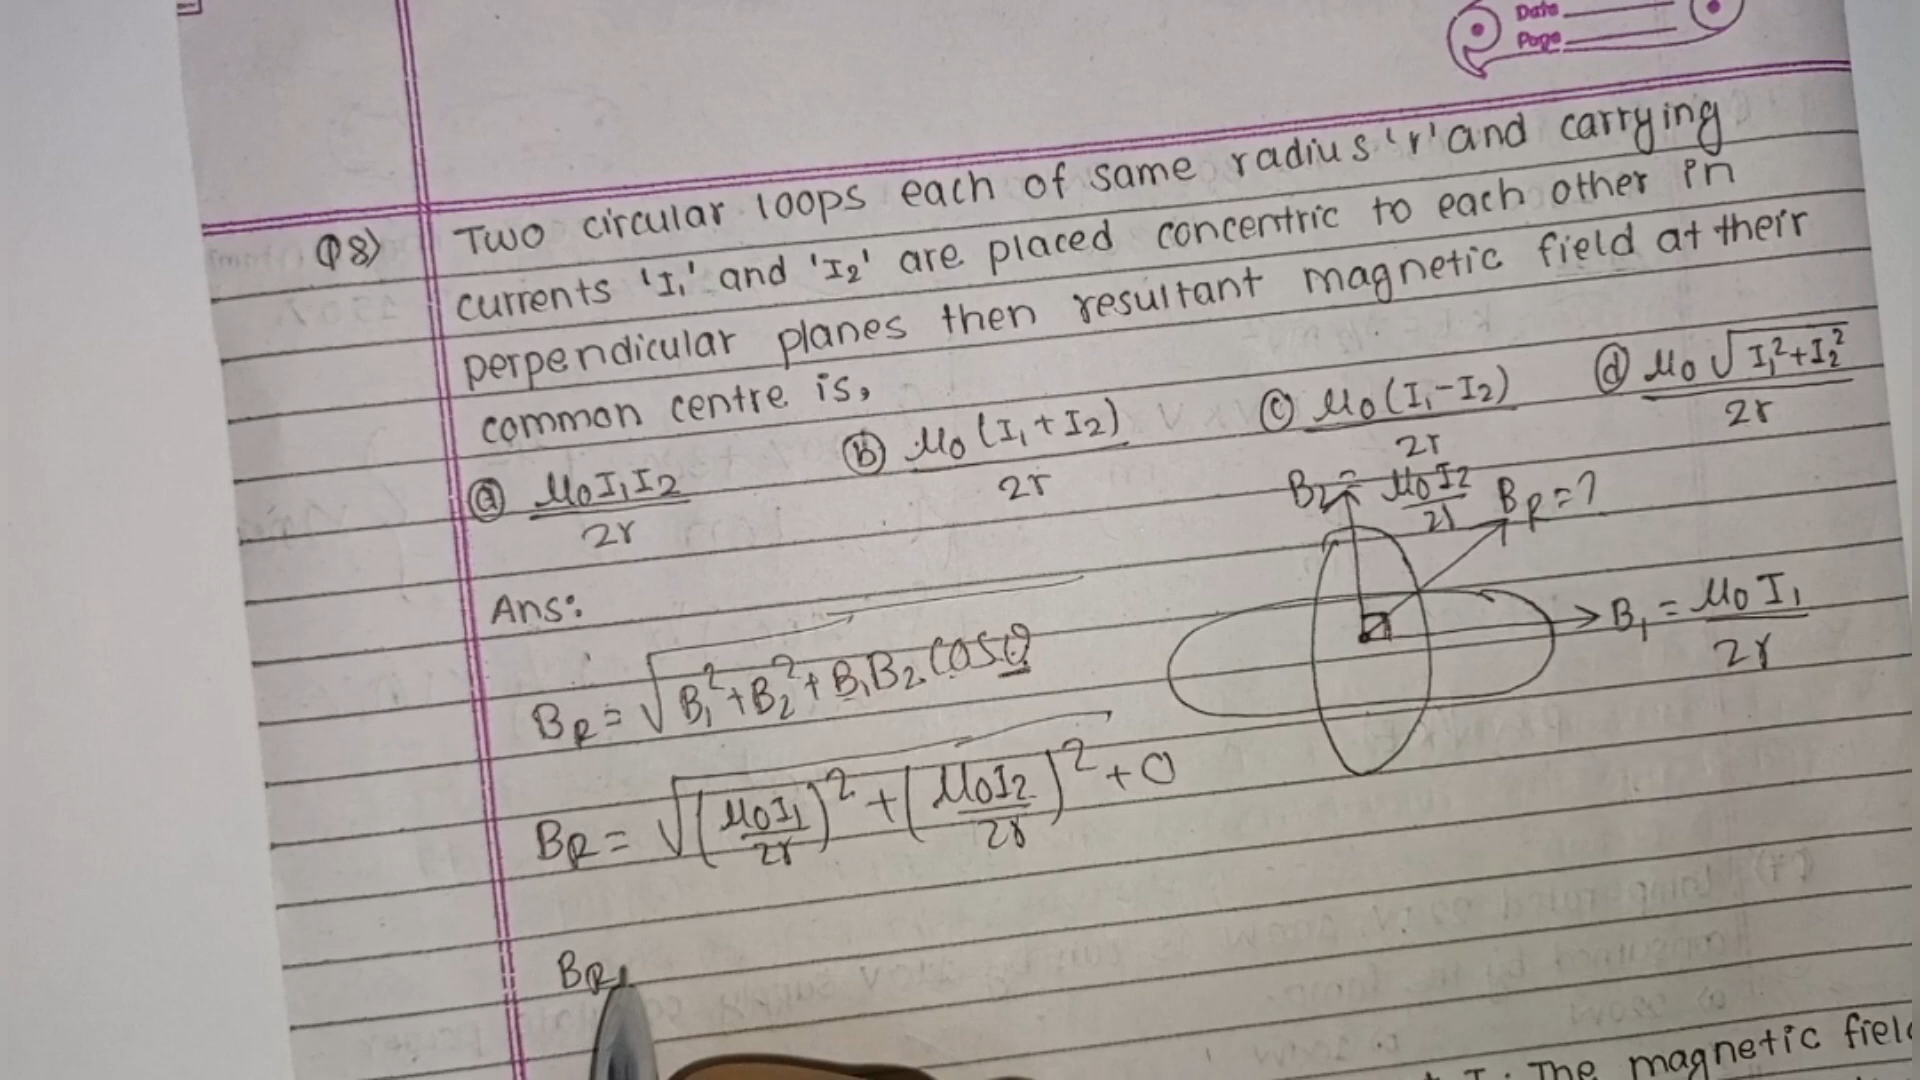 Date
Page
Q8) Two circular loops each of same radius 'r' and carrying
currents 'I₁' and 'I₂' are placed concentric to each other in
perpendicular planes then resultant magnetic field at their
common centre is,
(a) μ₀I₁I₂/2r (b) μ₀(I₁+I₂)/2r (c) μ₀(I₁-I₂)/2r (d) μ₀√I₁²+I₂²/2r
B₂ = μ₀I₂/2r B_R = ?
Ans:
B₁ = μ₀I₁/2r
B_R = √B₁²+B₂²+B₁B₂ cosθ
B_R = √(μ₀I₁/2r)²+(μ₀I₂/2r)²+0
B_R
The magnetic field